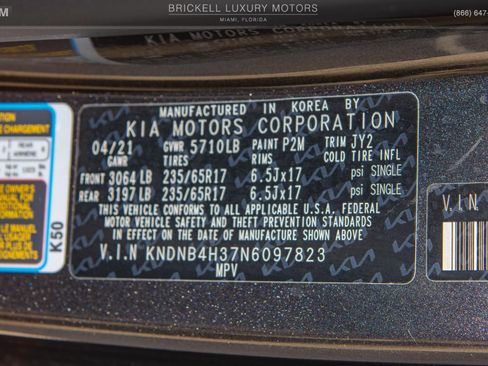 BRICKELL LUXURY MOTORS
MIAMI, FLORIDA
(866) 647-
MANUFACTURED IN KOREA BY
KIA MOTORS CORPORATION
04/21 GVWR 5710LB PAINT P2M TRIM JY2
GAWR TIRES RIMS COLD TIRE INFL
FRONT 3064 LB 235/65R17 6.5Jx17 psi SINGLE
REAR 3197 LB 235/65R17 6.5Jx17 psi SINGLE
THIS VEHICLE CONFORMS TO ALL APPLICABLE U.S.A. FEDERAL
MOTOR VEHICLE SAFETY AND THEFT PREVENTION STANDARDS
IN EFFECT ON THE DATE OF MANUFACTURE SHOWN ABOVE.
V.I.N KNDNB4H37N6097823
MPV
V.I.N
K50